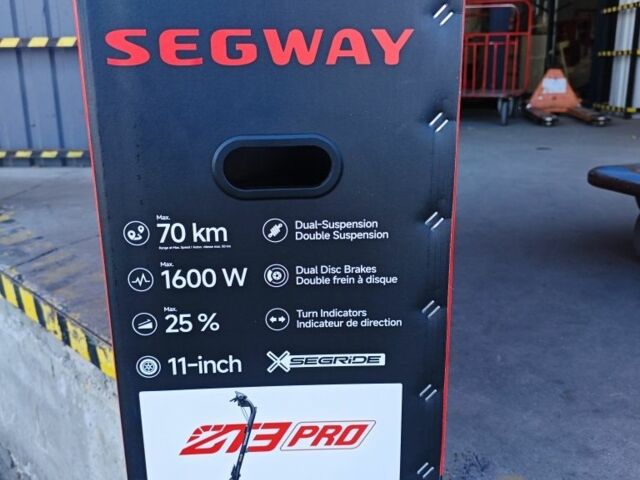 SEGWAY
Max.
70 km
Dual-Suspension
Double Suspension
Max.
1600 W
Dual Disc Brakes
Double frein à disque
Max.
25 %
Turn Indicators
Indicateur de direction
11-inch
SEGRIDE
ZT3 PRO